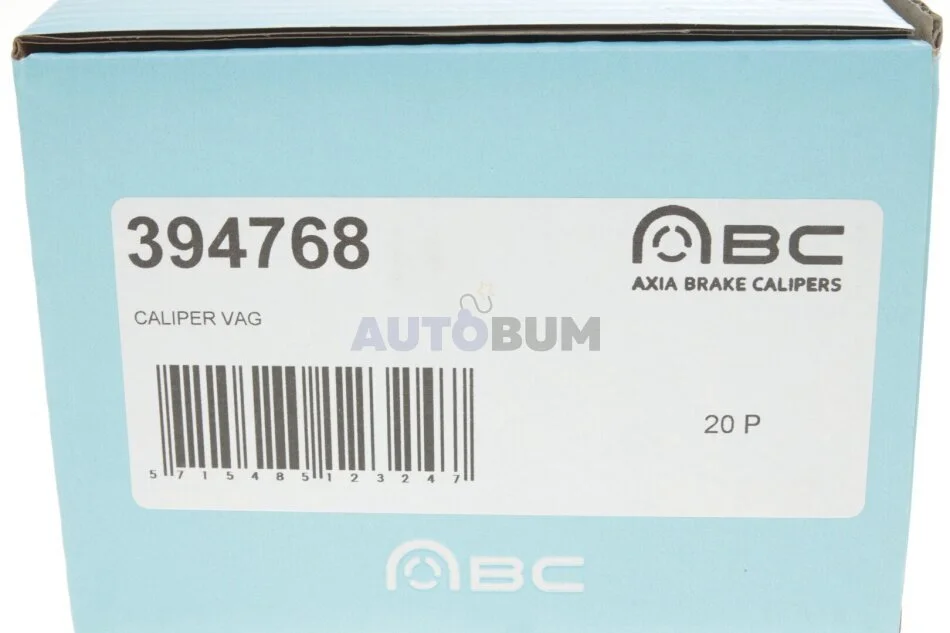 394768
ABC
AXIA BRAKE CALIPERS
CALIPER VAG
AUTOBUM
20 P
5 715485 123247
ABC